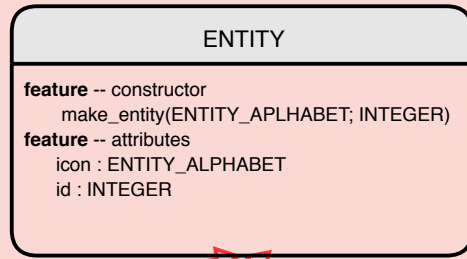 ENTITY
feature -- constructor
make_entity(ENTITY_APLHABET; INTEGER)
feature -- attributes
icon : ENTITY_ALPHABET
id : INTEGER